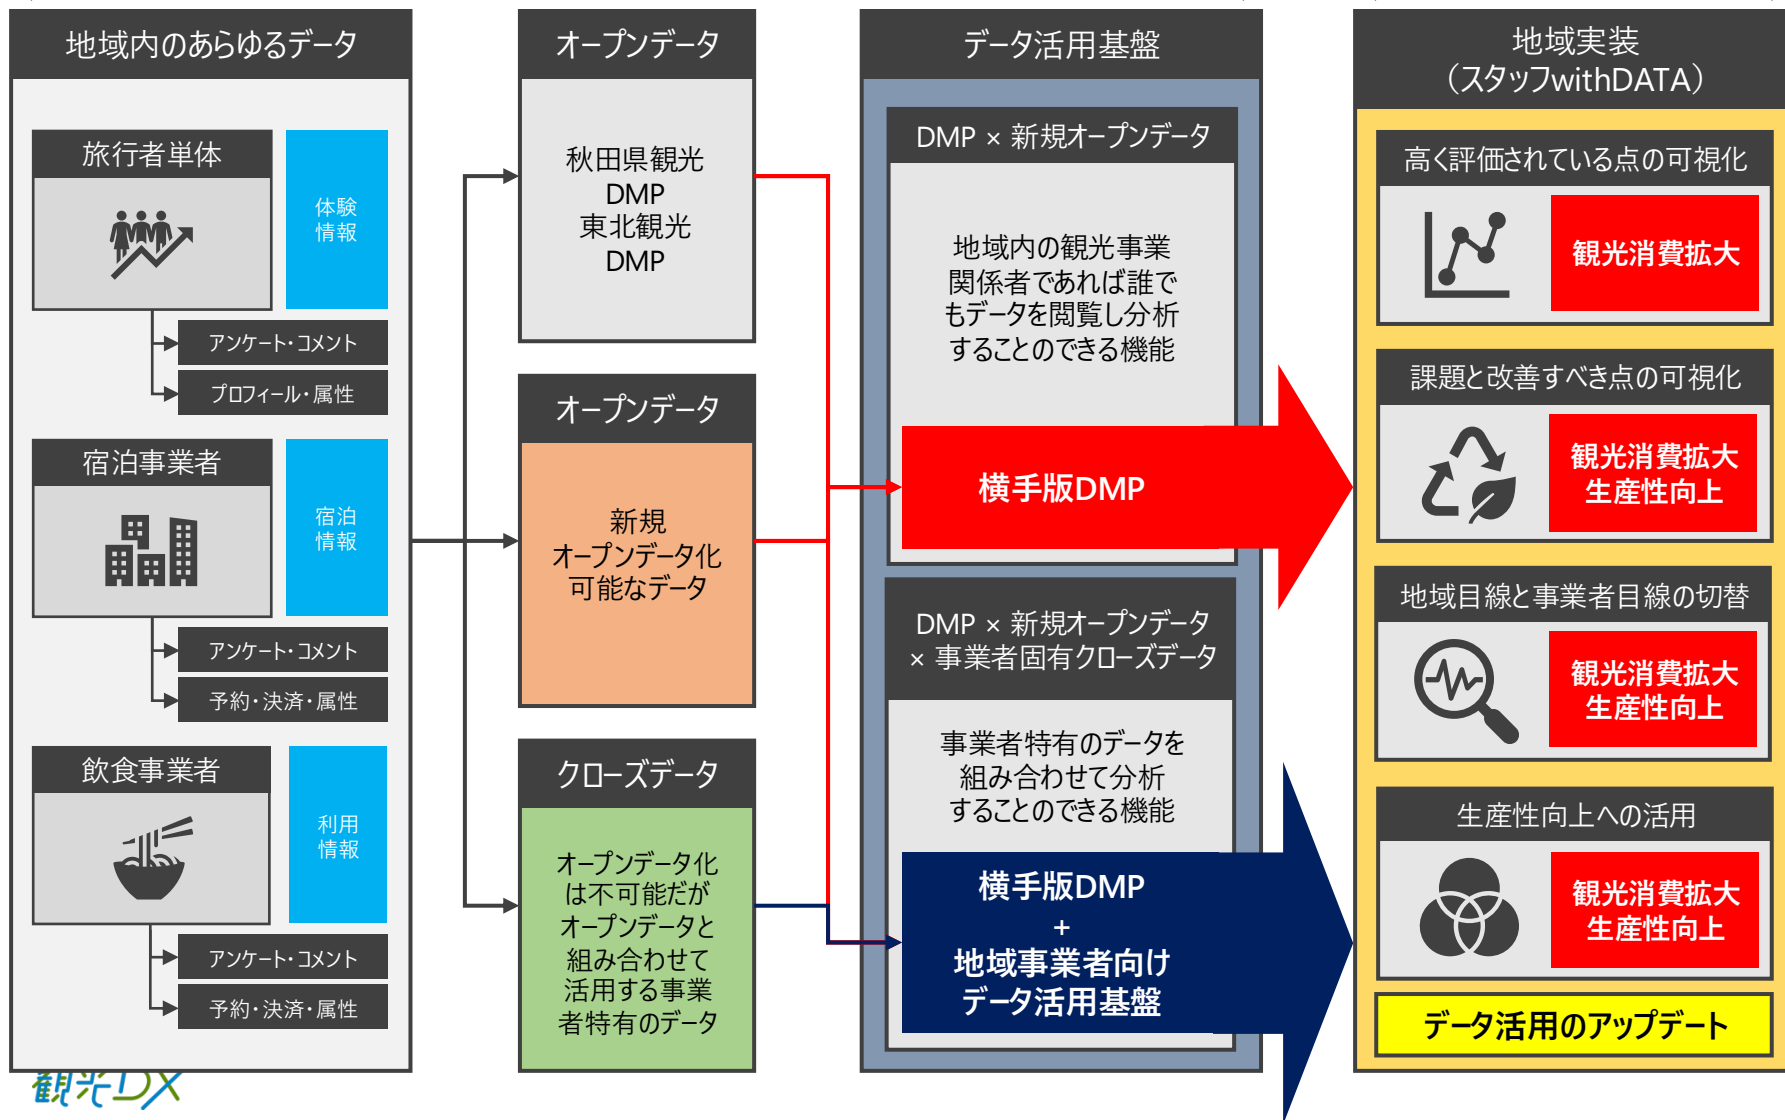 地域内のあらゆるデータ
旅行者単体
体験
情報
アンケート・コメント
プロフィール・属性
宿泊事業者
宿泊
情報
アンケート・コメント
予約・決済・属性
飲食事業者
利用
情報
アンケート・コメント
予約・決済・属性
オープンデータ
秋田県観光
DMP
東北観光
DMP
オープンデータ
新規
オープンデータ化
可能なデータ
クローズデータ
オープンデータ化
は不可能だが
オープンデータと
組み合わせて
活用する事業
者特有のデータ
データ活用基盤
DMP × 新規オープンデータ
地域内の観光事業
関係者であれば誰で
もデータを閲覧し分析
することのできる機能
横手版DMP
DMP × 新規オープンデータ
× 事業者固有クローズデータ
事業者特有のデータを
組み合わせて分析
することのできる機能
横手版DMP
+
地域事業者向け
データ活用基盤
地域実装
（スタッフwithDATA）
高く評価されている点の可視化
観光消費拡大
課題と改善すべき点の可視化
観光消費拡大
生産性向上
地域目線と事業者目線の切替
観光消費拡大
生産性向上
生産性向上への活用
観光消費拡大
生産性向上
データ活用のアップデート
観光DX